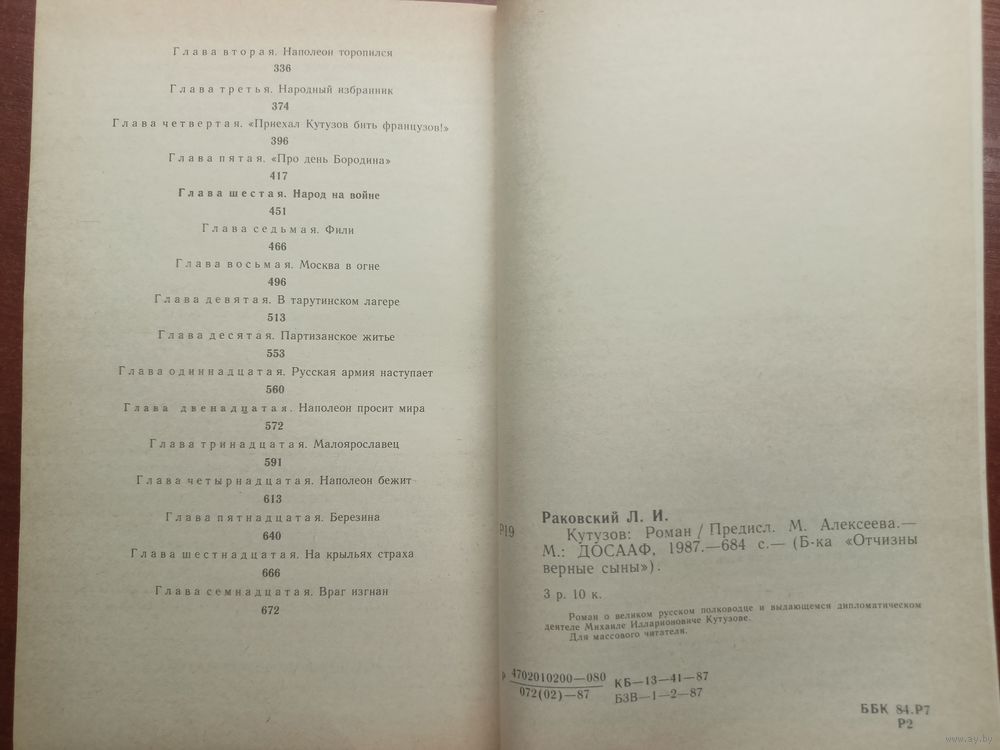 Глава вторая. Наполеон торопился
336
Глава третья. Народный избранник
374
Глава четвертая. «Приехал Кутузов бить французов!»
396
Глава пятая. «Про день Бородина»
417
Глава шестая. Народ на войне
451
Глава седьмая. Фили
466
Глава восьмая. Москва в огне
496
Глава девятая. В тарутинском лагере
513
Глава десятая. Партизанское житье
553
Глава одиннадцатая. Русская армия наступает
560
Глава двенадцатая. Наполеон просит мира
572
Глава тринадцатая. Малоярославец
591
Глава четырнадцатая. Наполеон бежит
613
Глава пятнадцатая. Березина
640
Глава шестнадцатая. На крыльях страха
666
Глава семнадцатая. Враг изгнан
672
Раковский Л. И.
Р19 Кутузов: Роман / Предисл. М. Алексеева.—
М.: ДОСААФ, 1987.—684 с.— (Б-ка «Отчизны
верные сыны»).
3 р. 10 к.
Роман о великом русском полководце и выдающемся дипломатическом
деятеле Михаиле Илларионовиче Кутузове.
Для массового читателя.
Р 4702010200—080 КБ—13—41—87
072(02)—87 БЗВ—1—2—87
ББК 84.Р7
Р2
www.ay.by